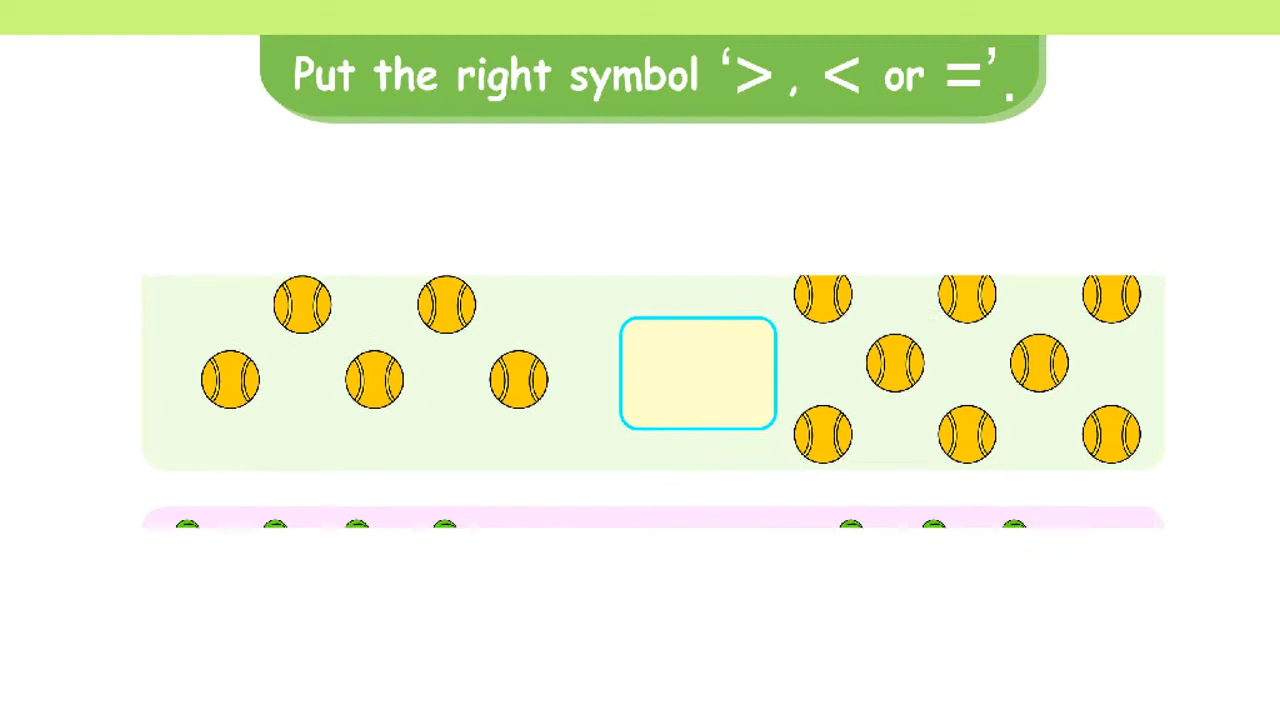 Put the right symbol ‘> , < or =’.